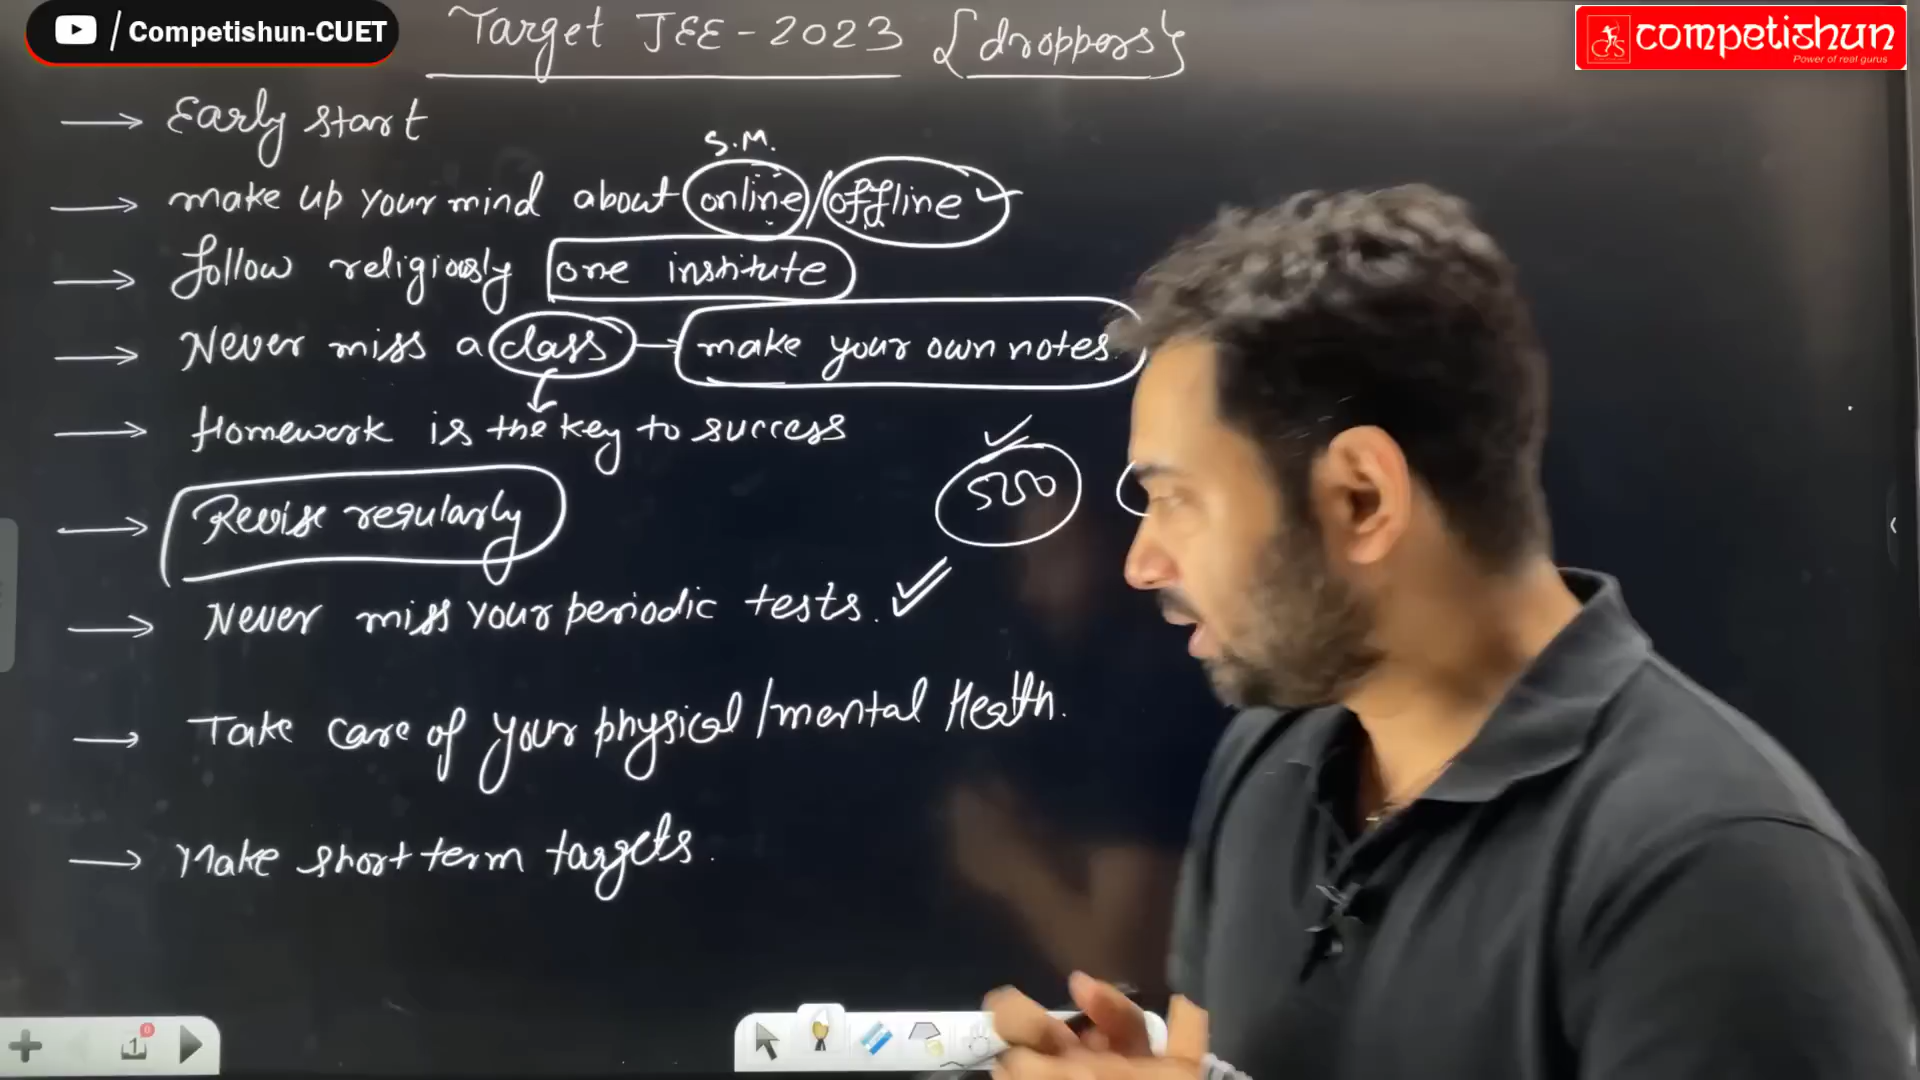 / Competishun-CUET
Target JEE-2023 {droppers}
competishun
Power of real gurus
→ Early start
S.M.
→ make up your mind about online/offline
→ follow religiously one institute
→ Never miss a class → make your own notes.
→ Homework is the key to success
→ Revise regularly
→ Never miss your periodic tests.
→ Take care of your physical/mental Health.
→ Make short term targets.
1
0